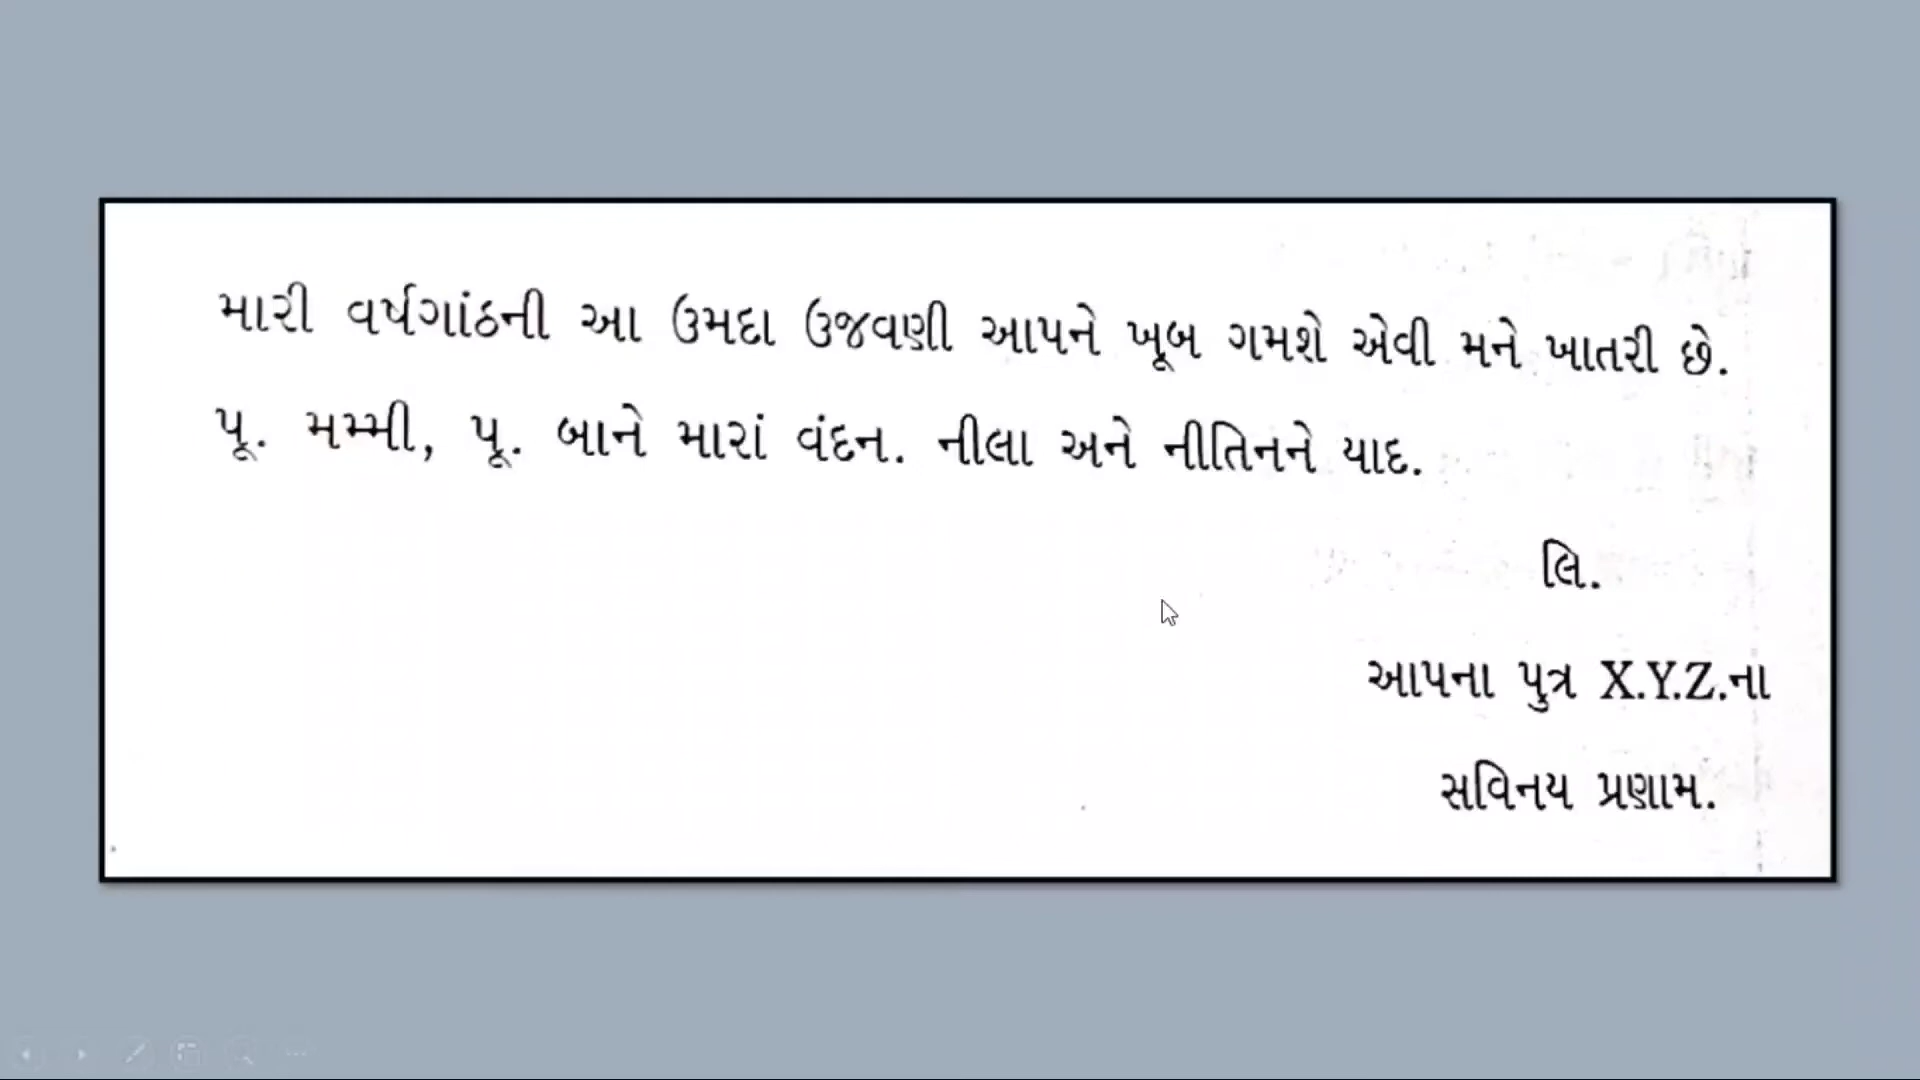 મારી વર્ષગાંઠની આ ઉમદા ઉજવણી આપને ખૂબ ગમશે એવી મને ખાતરી છે.
પૂ. મમ્મી, પૂ. બાને મારાં વંદન. નીલા અને નીતિનને યાદ.
લિ.
આપના પુત્ર X.Y.Z.ના
સવિનય પ્રણામ.